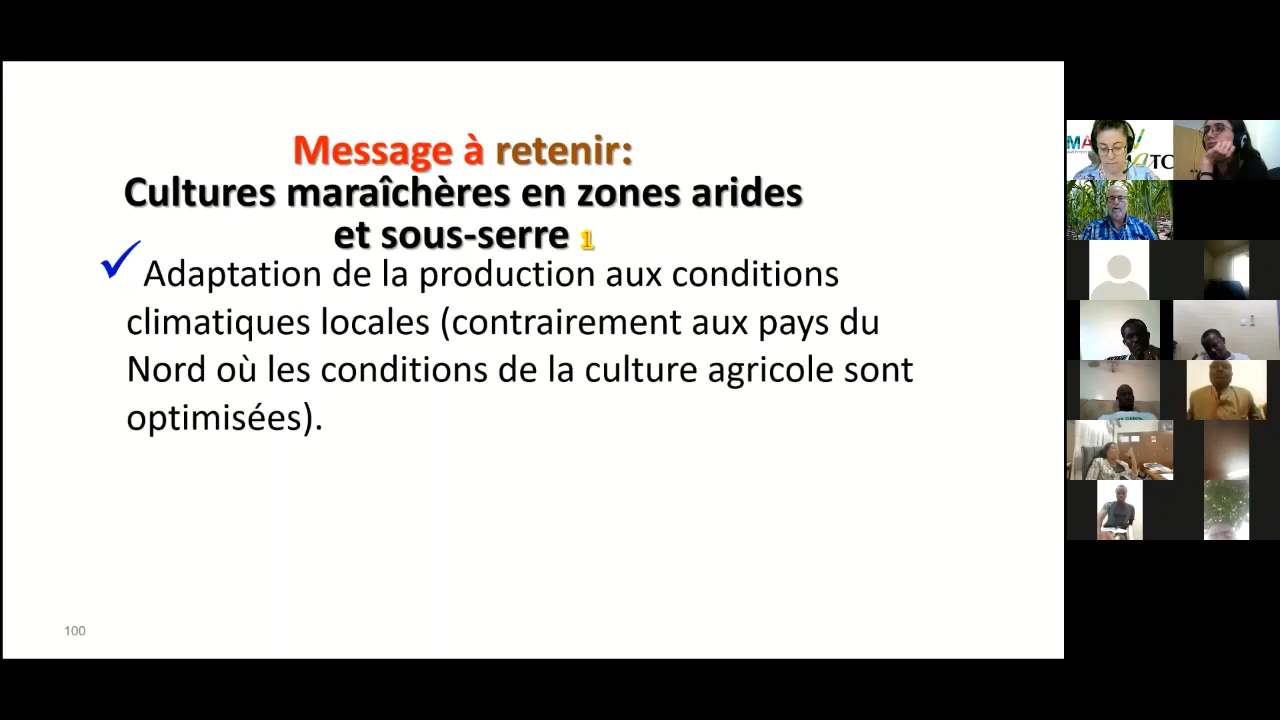 Message à retenir:
Cultures maraîchères en zones arides
et sous-serre 1
Adaptation de la production aux conditions
climatiques locales (contrairement aux pays du
Nord où les conditions de la culture agricole sont
optimisées).
100